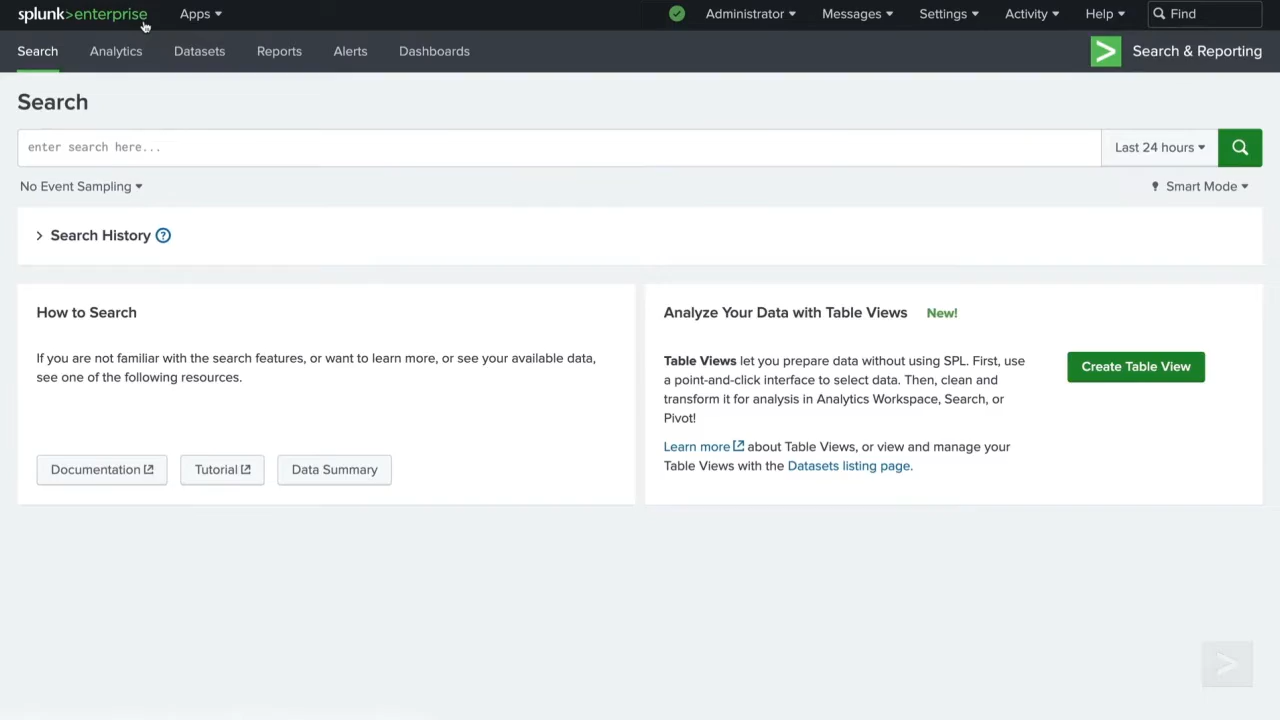 splunk>enterprise Apps Administrator Messages Settings Activity Help Find
Search Analytics Datasets Reports Alerts Dashboards > Search & Reporting
Search
enter search here... Last 24 hours
No Event Sampling Smart Mode
> Search History ?
How to Search
If you are not familiar with the search features, or want to learn more, or see your available data,
see one of the following resources.
Documentation Tutorial Data Summary
Analyze Your Data with Table Views New!
Table Views let you prepare data without using SPL. First, use
a point-and-click interface to select data. Then, clean and
transform it for analysis in Analytics Workspace, Search, or
Pivot!
Create Table View
Learn more about Table Views, or view and manage your
Table Views with the Datasets listing page.